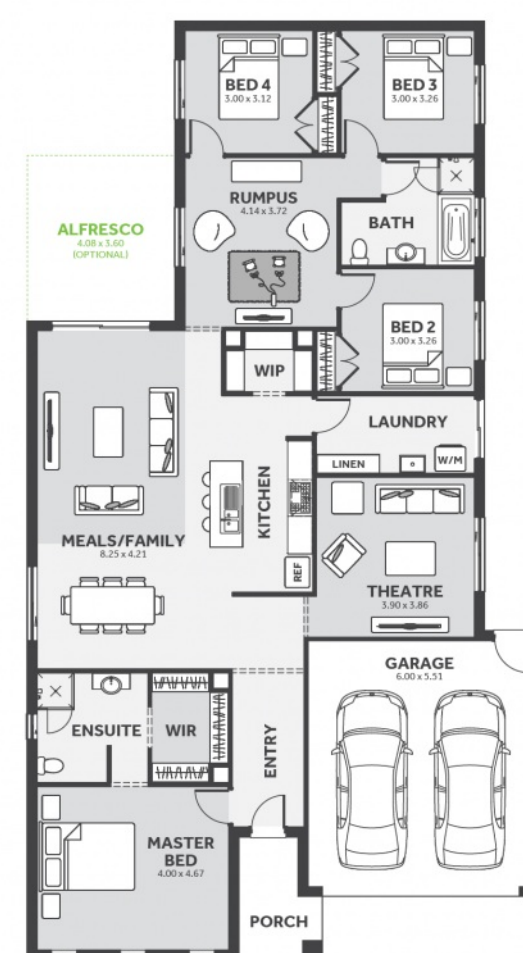 BED 4
3.00 x 3.12
BED 3
3.00 x 3.26
RUMPUS
4.14 x 3.72
BATH
ALFRESCO
4.08 x 3.60
(OPTIONAL)
BED 2
3.00 x 3.26
WIP
LAUNDRY
LINEN
W/M
KITCHEN
MEALS/FAMILY
8.25 x 4.21
REF
THEATRE
3.90 x 3.86
GARAGE
6.00 x 5.51
ENSUITE
WIR
ENTRY
MASTER
BED
4.00 x 4.67
PORCH